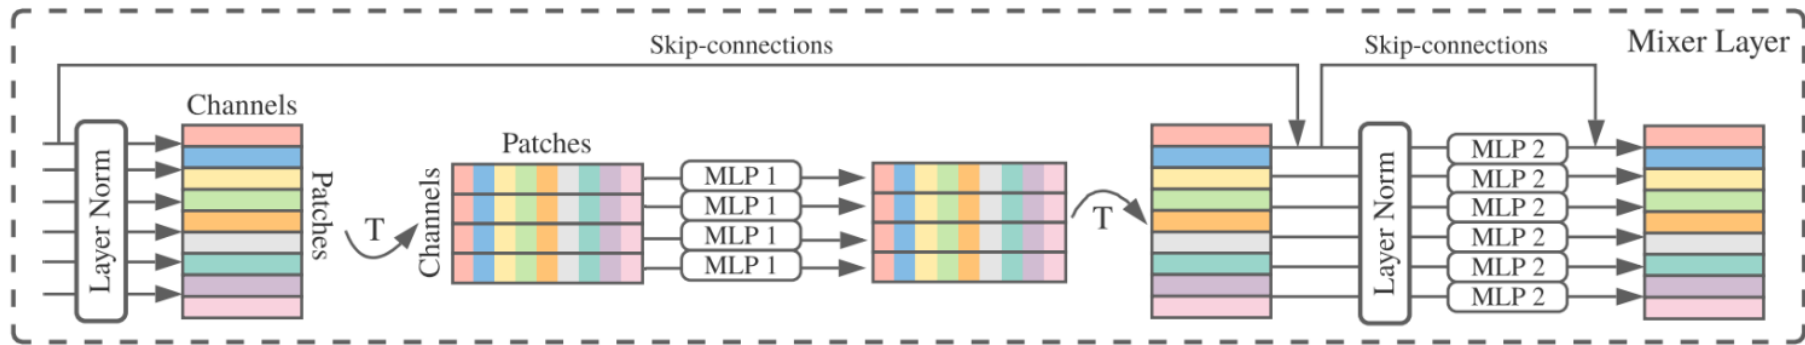 Skip-connections
Skip-connections
Mixer Layer
Layer Norm
Channels
Patches
T
Channels
Patches
MLP 1
MLP 1
MLP 1
MLP 1
T
Layer Norm
MLP 2
MLP 2
MLP 2
MLP 2
MLP 2
MLP 2